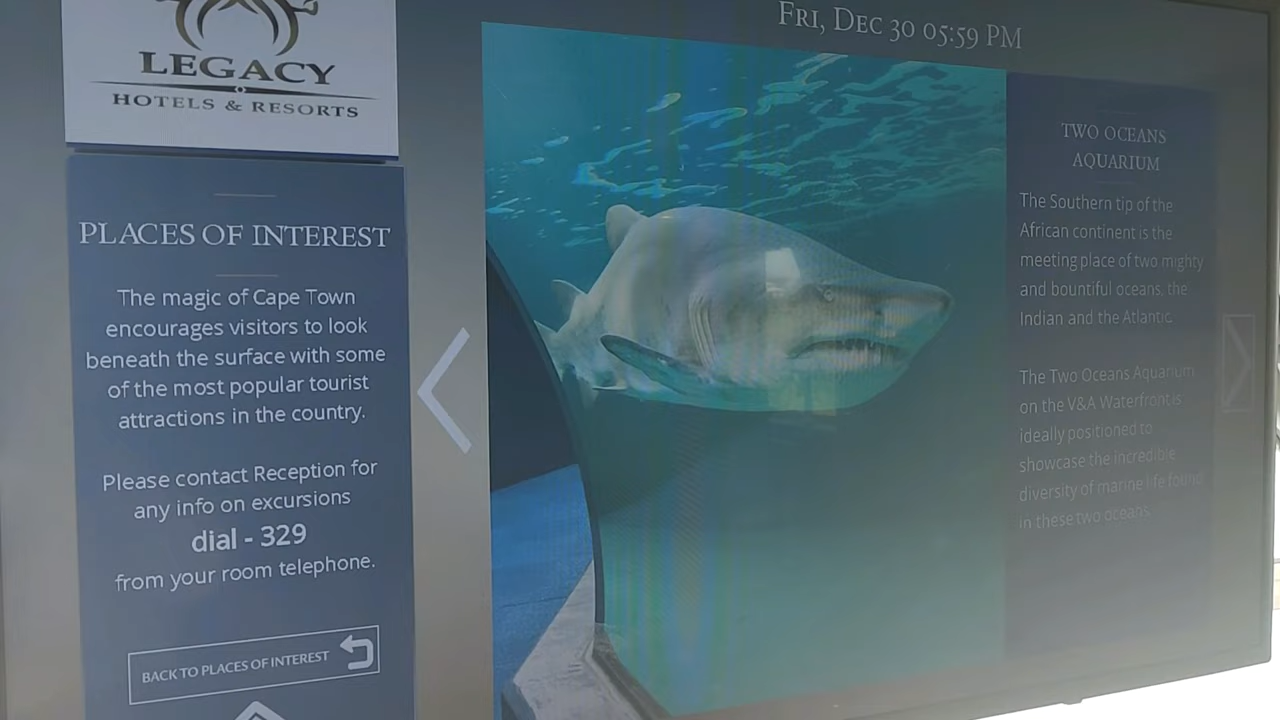 LEGACY
HOTELS & RESORTS
FRI, DEC 30 05:59 PM
PLACES OF INTEREST
The magic of Cape Town
encourages visitors to look
beneath the surface with some
of the most popular tourist
attractions in the country.
Please contact Reception for
any info on excursions
dial - 329
from your room telephone.
BACK TO PLACES OF INTEREST
TWO OCEANS
AQUARIUM
The Southern tip of the
African continent is the
meeting place of two mighty
and bountiful oceans, the
Indian and the Atlantic.
The Two Oceans Aquarium
on the V&A Waterfront is
ideally positioned to
showcase the incredible
diversity of marine life found
in these two oceans.